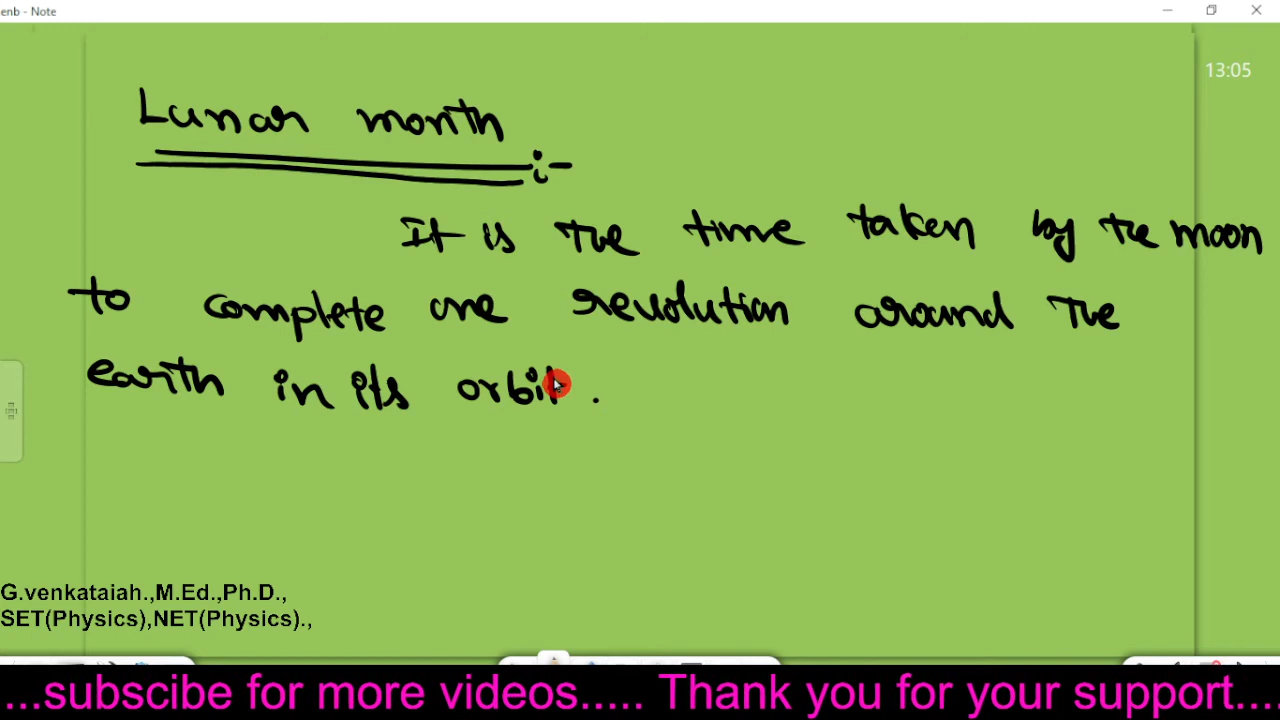 enb - Note
13:05
Lunar month :-
It is the time taken by the moon
to complete one revolution around the
earth in its orbit .
G.venkataiah.,M.Ed.,Ph.D.,
SET(Physics),NET(Physics).,
...subscibe for more videos..... Thank you for your support....